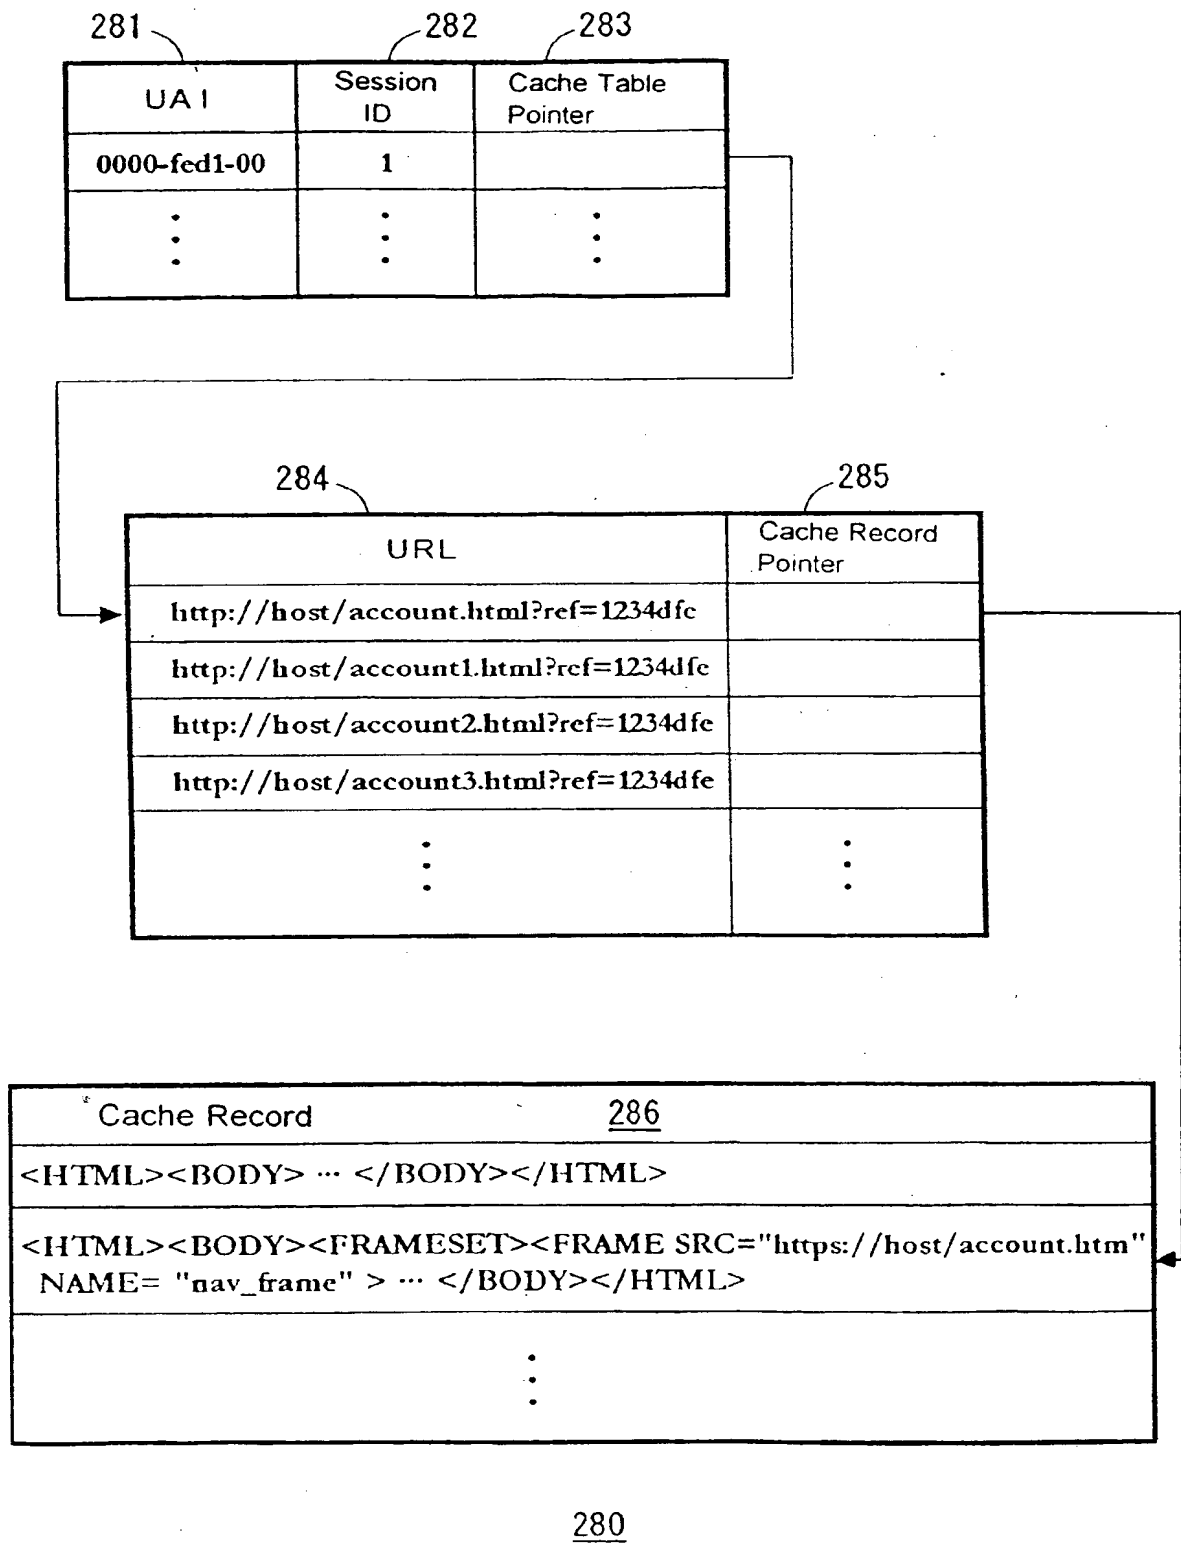 281 282 283
UAI Session ID Cache Table Pointer
0000-fed1-00 1
284 285
URL Cache Record Pointer
http://host/account.html?ref=1234dfe
http://host/account1.html?ref=1234dfe
http://host/account2.html?ref=1234dfe
http://host/account3.html?ref=1234dfe
Cache Record 286
<HTML><BODY> ... </BODY></HTML>
<HTML><BODY><FRAMESET><FRAME SRC="https://host/account.htm"
NAME= "nav_frame" > ... </BODY></HTML>
280